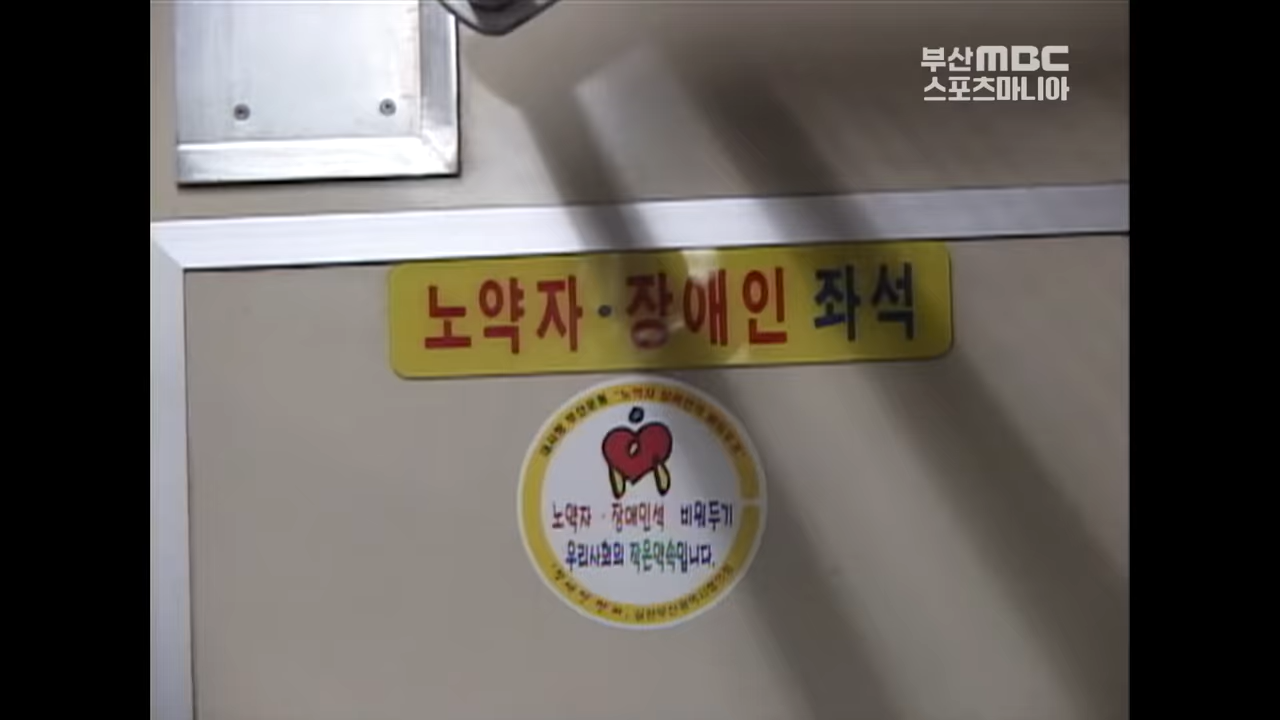 부산MBC
스포츠마니아
노약자·장애인 좌석
노약자·장애인석 비워두기
우리사회의 작은약속입니다.